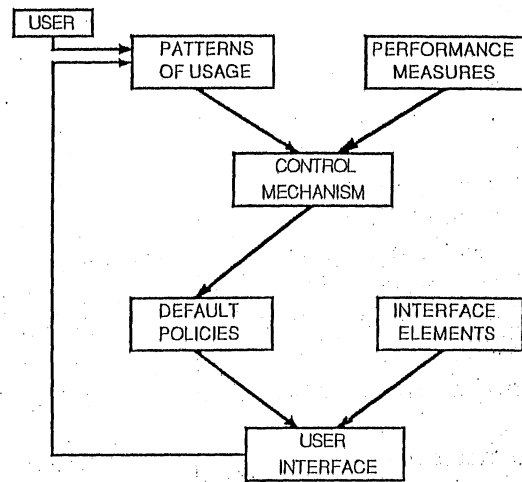 USER
PATTERNS
OF USAGE
PERFORMANCE
MEASURES
CONTROL
MECHANISM
DEFAULT
POLICIES
INTERFACE
ELEMENTS
USER
INTERFACE